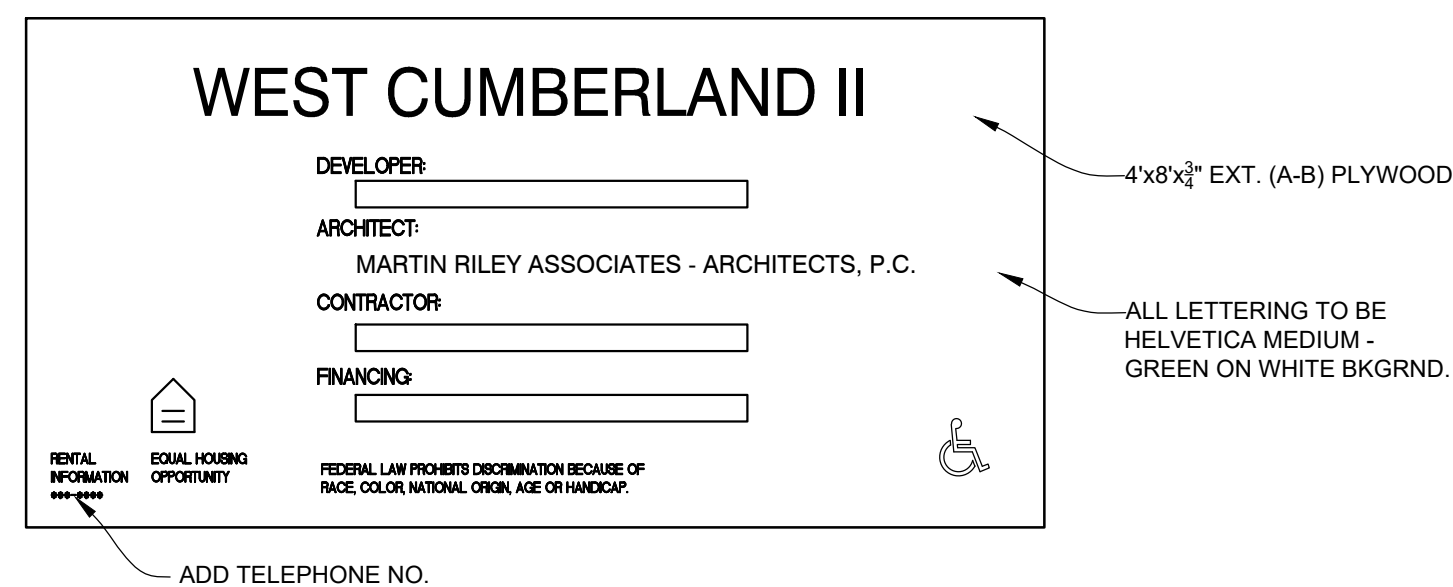 WEST CUMBERLAND II
DEVELOPER:
ARCHITECT:
MARTIN RILEY ASSOCIATES - ARCHITECTS, P.C.
CONTRACTOR:
FINANCING:
RENTAL
INFORMATION
***-****
EQUAL HOUSING
OPPORTUNITY
FEDERAL LAW PROHIBITS DISCRIMINATION BECAUSE OF
RACE, COLOR, NATIONAL ORIGIN, AGE OR HANDICAP.
4'x8'x3/4" EXT. (A-B) PLYWOOD
ALL LETTERING TO BE
HELVETICA MEDIUM -
GREEN ON WHITE BKGRND.
ADD TELEPHONE NO.